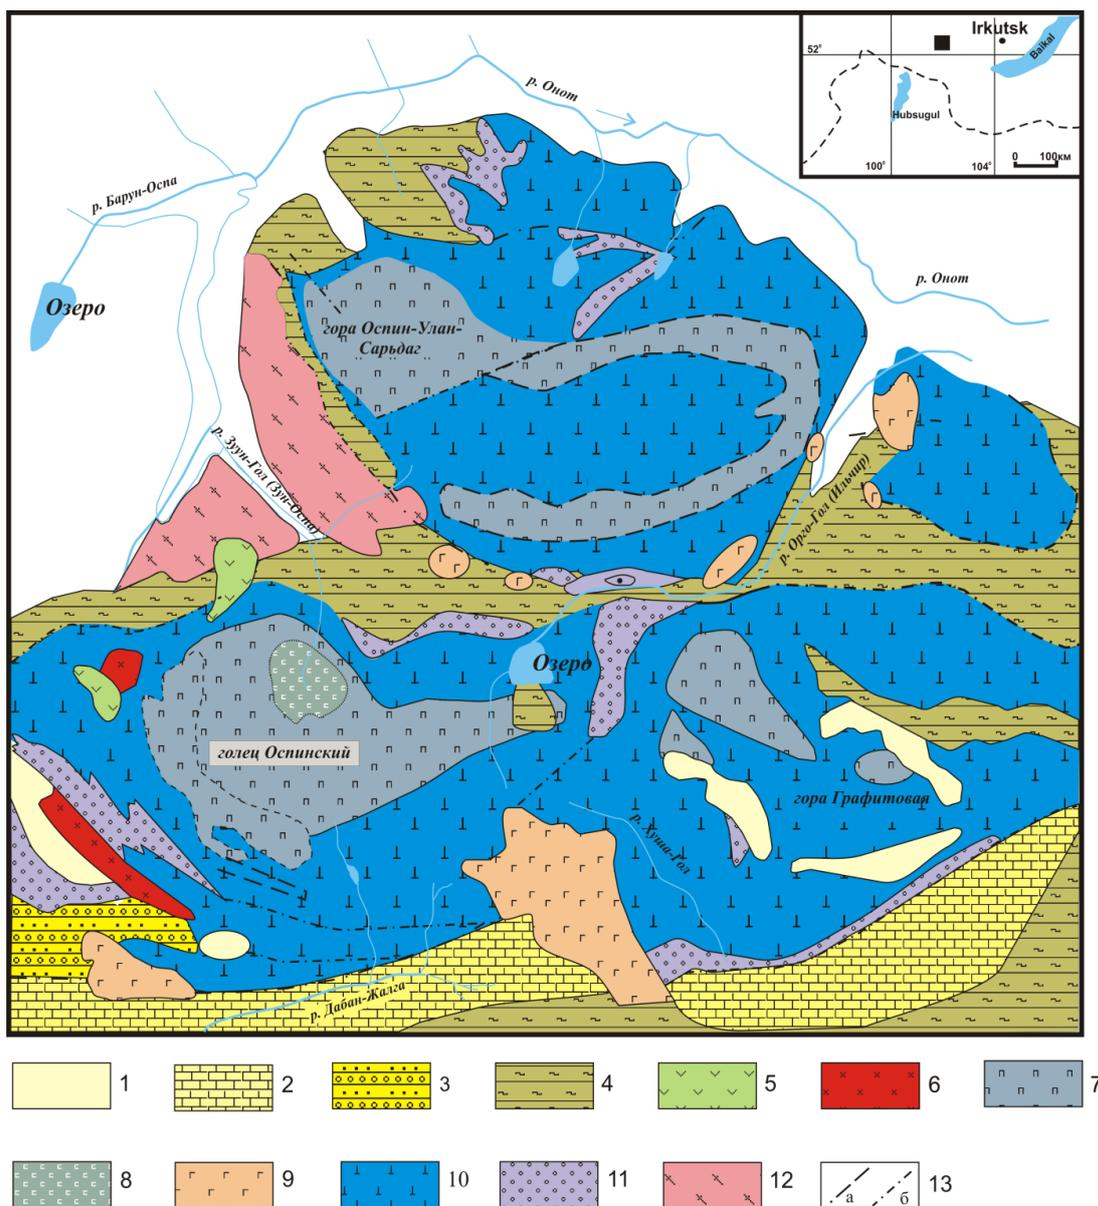 Irkutsk
52°
Baikal
Hubsugul
100°
104°
0 100км
р. Онот
р. Барун-Оспа
р. Онот
Озеро
гора Оспин-Улан-
Сарьдаг
р. Зуун-Гол (Зун-Оспа)
р. Орго-Гол (Ильчир)
Озеро
голец Оспинский
гора Графитовая
р. Хуша-Гол
р. Дабан-Жалга
1
2
3
4
5
6
7
8
9
10
11
12
а
б
13